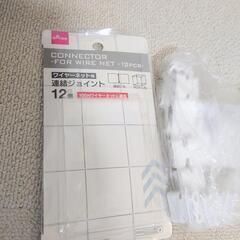 DAISO
CONNECTOR
-FOR WIRE NET- 12PCS-
ワイヤーネット用
連結ジョイント
12個